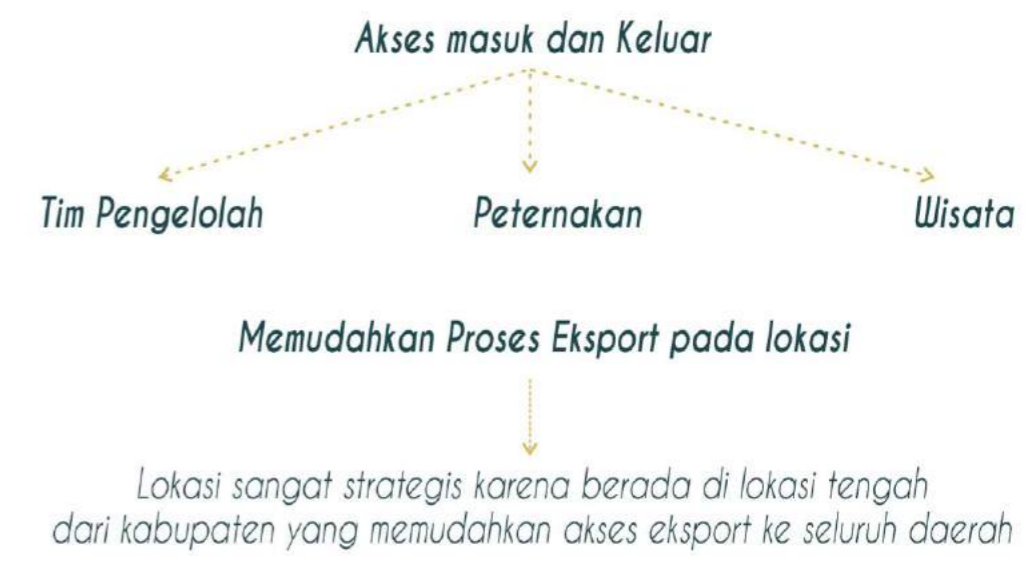 Akses masuk dan Keluar
Tim Pengelolah
Peternakan
Wisata
Memudahkan Proses Eksport pada lokasi
Lokasi sangat strategis karena berada di lokasi tengah
dari kabupaten yang memudahkan akses eksport ke seluruh daerah